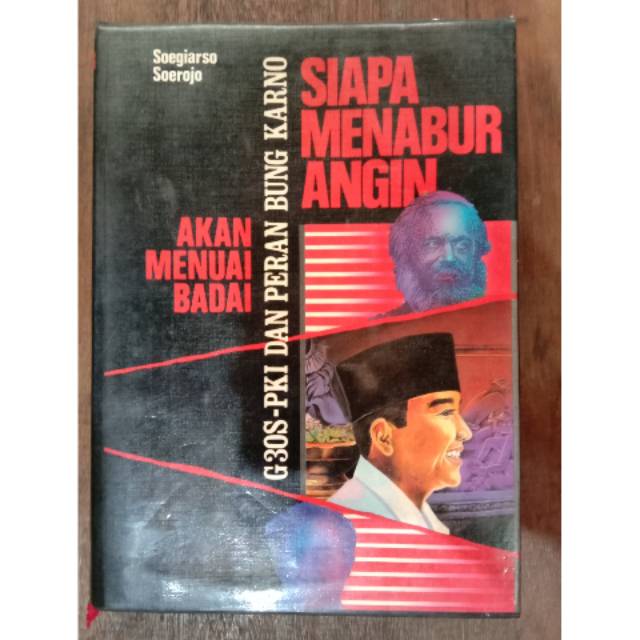 Soegiarso
Soerojo
SIAPA
MENABUR
ANGIN
AKAN
MENUAI
BADAI
G30S-PKI DAN PERAN BUNG KARNO